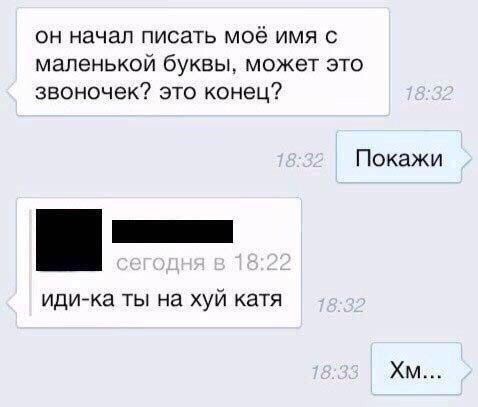 он начал писать моё имя с
маленькой буквы, может это
звоночек? это конец?
18:32
18:32
Покажи
сегодня в 18:22
иди-ка ты на хуй катя
18:32
18:33
Хм...